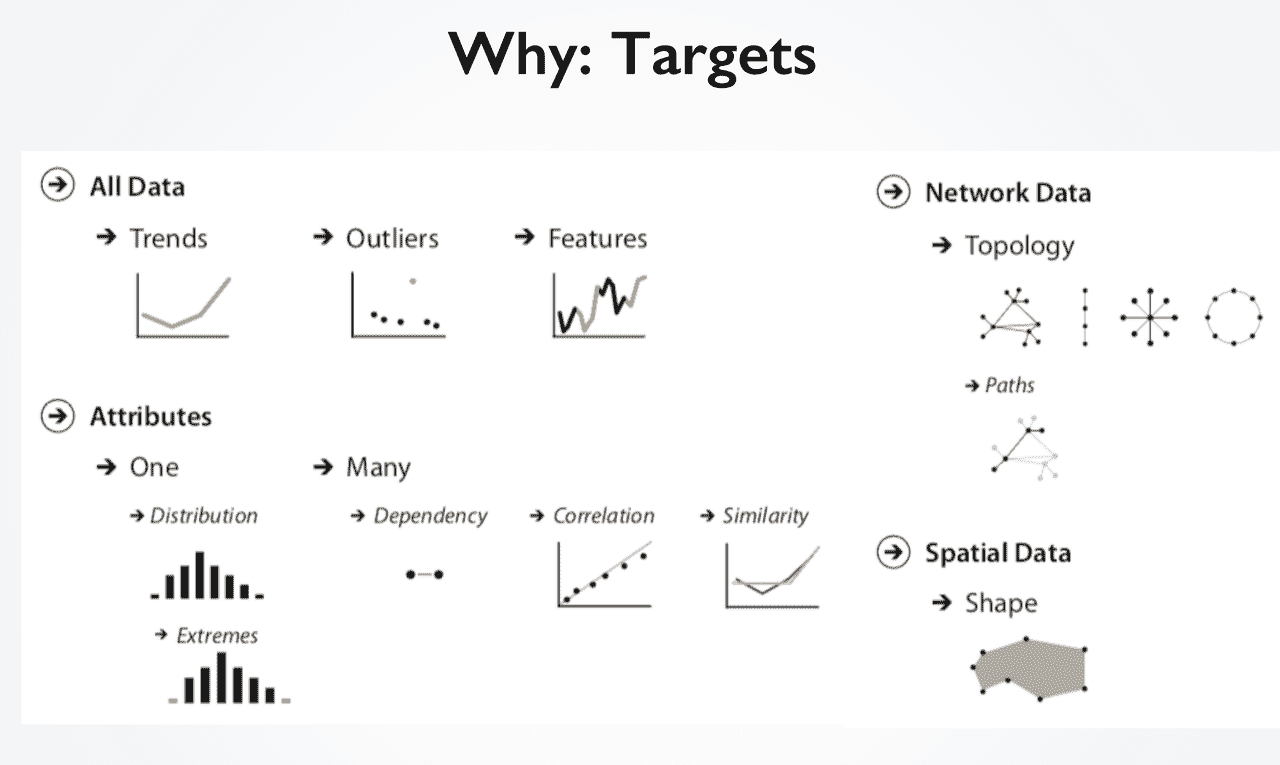 Why: Targets
All Data
Trends
Outliers
Features
Attributes
One
Many
Distribution
Dependency
Correlation
Similarity
Extremes
Network Data
Topology
Paths
Spatial Data
Shape